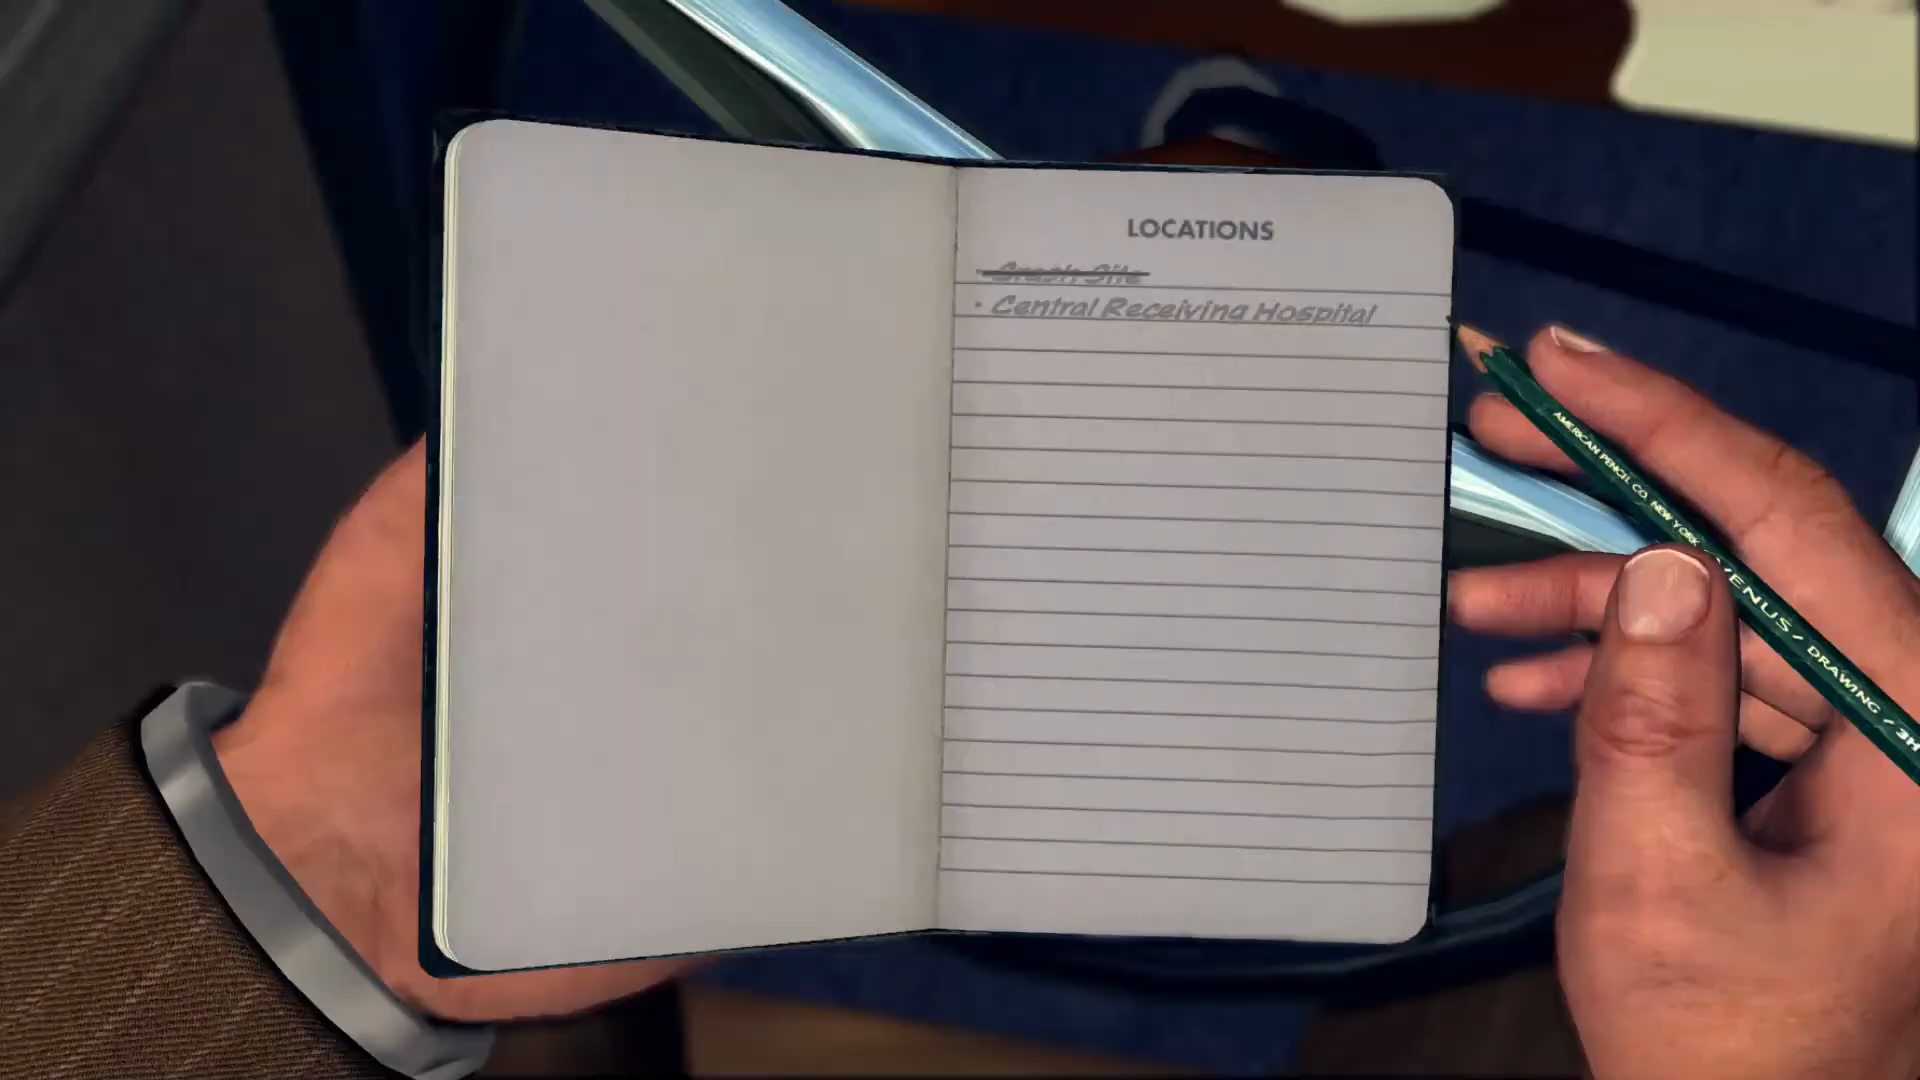 LOCATIONS
· Crash Site
· Central Receiving Hospital
AMERICAN PENCIL CO. NEW YORK VENUS / DRAWING / 3H